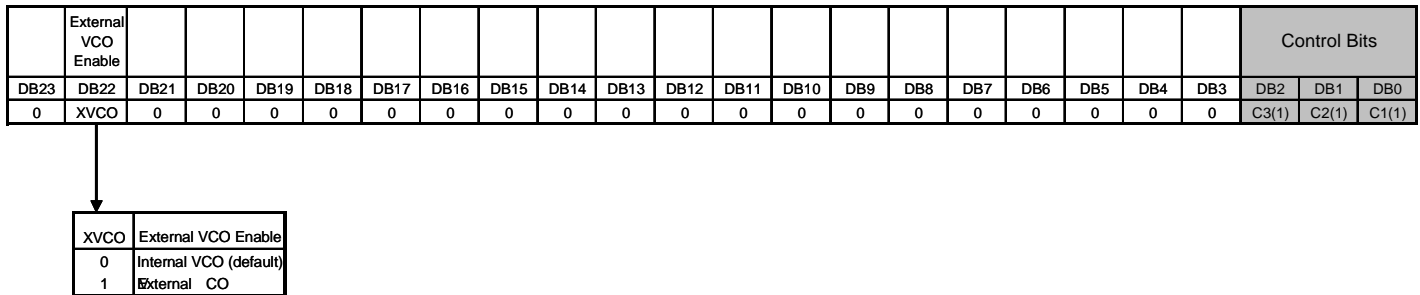 External VCO Enable Control Bits
DB23 DB22 DB21 DB20 DB19 DB18 DB17 DB16 DB15 DB14 DB13 DB12 DB11 DB10 DB9 DB8 DB7 DB6 DB5 DB4 DB3 DB2 DB1 DB0
0 XVCO 0 0 0 0 0 0 0 0 0 0 0 0 0 0 0 0 0 0 0 C3(1) C2(1) C1(1)
XVCO External VCO Enable
0 Internal VCO (default)
1 CO